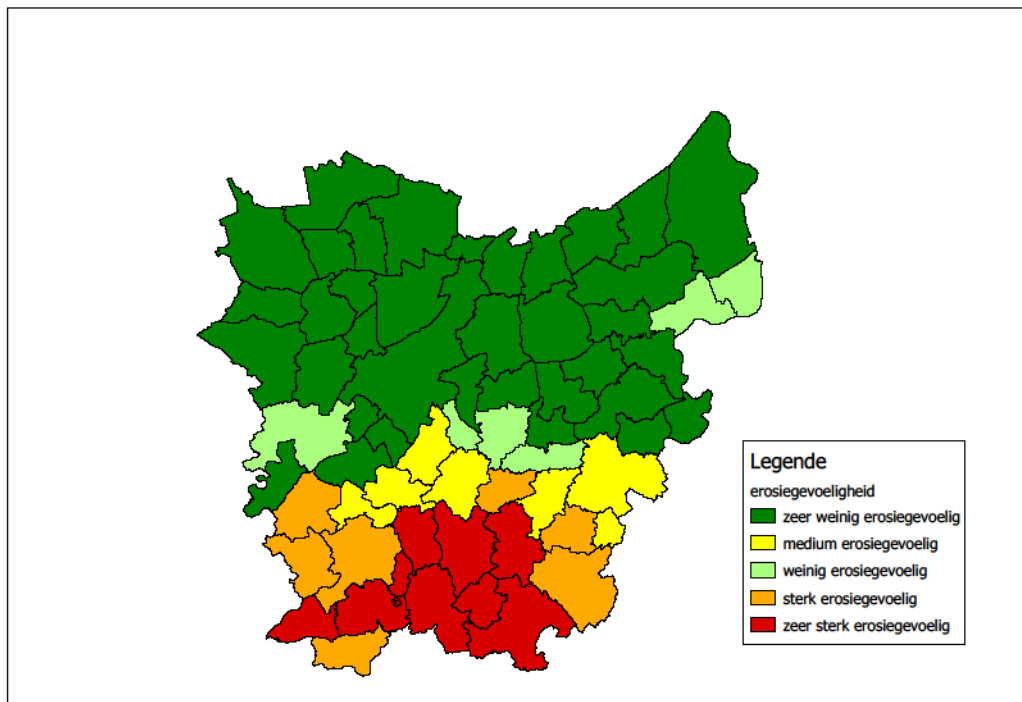 Legende
erosiegevoeligheid
zeer weinig erosiegevoelig
medium erosiegevoelig
weinig erosiegevoelig
sterk erosiegevoelig
zeer sterk erosiegevoelig